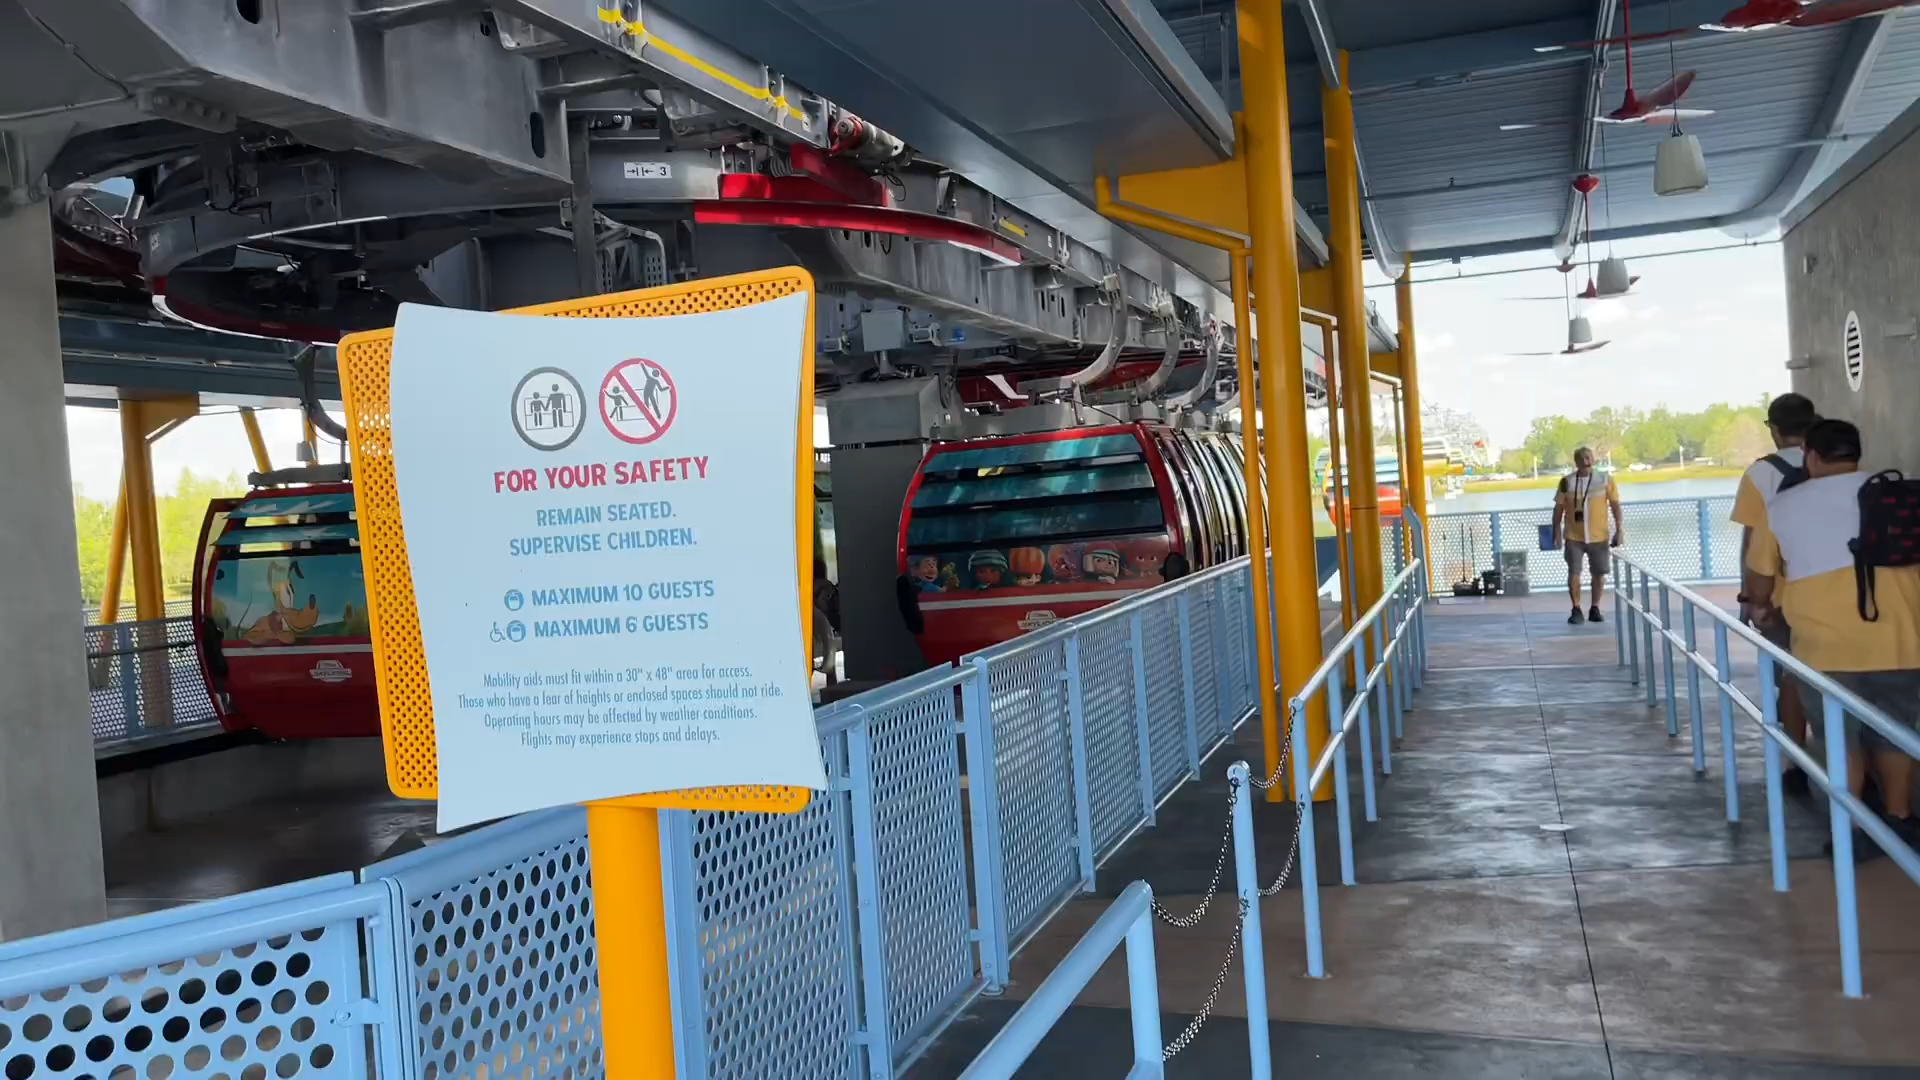 3
FOR YOUR SAFETY
REMAIN SEATED.
SUPERVISE CHILDREN.
MAXIMUM 10 GUESTS
MAXIMUM 6 GUESTS
Mobility aids must fit within a 30" x 48" area for access.
Those who have a fear of heights or enclosed spaces should not ride.
Operating hours may be affected by weather conditions.
Flights may experience stops and delays.